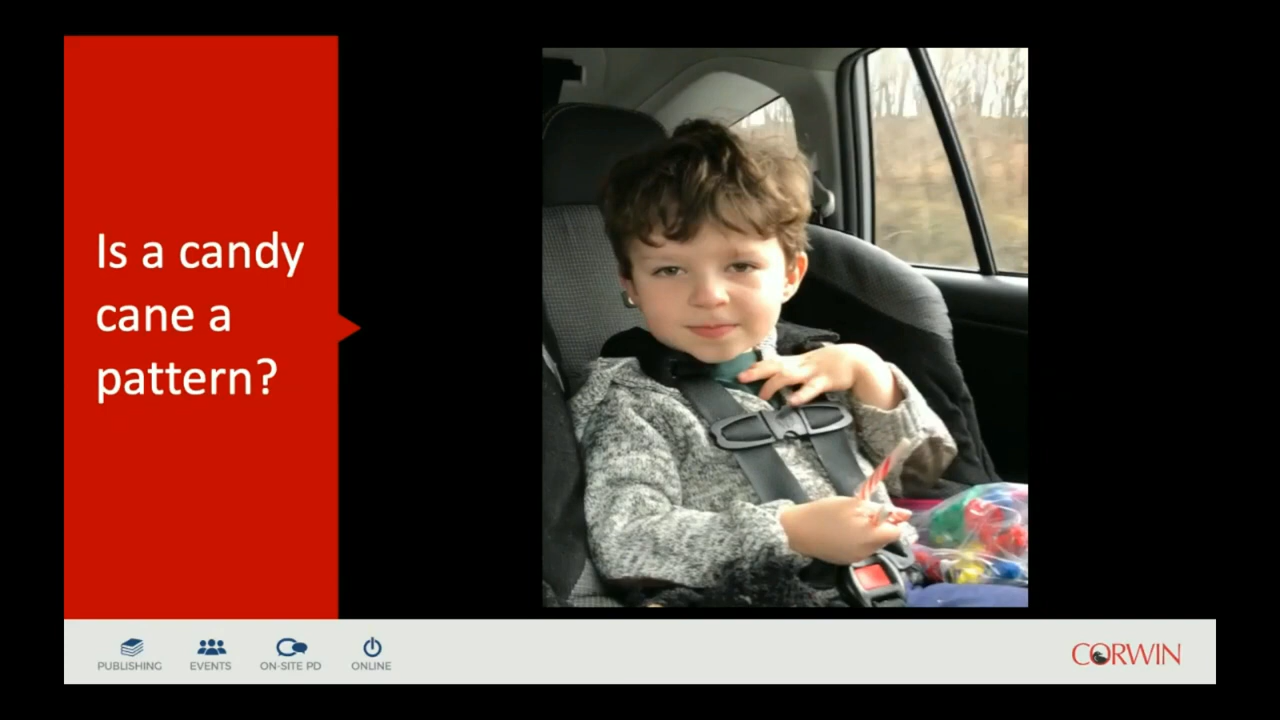 Is a candy
cane a
pattern?
PUBLISHING
EVENTS
ON-SITE PD
ONLINE
CORWIN